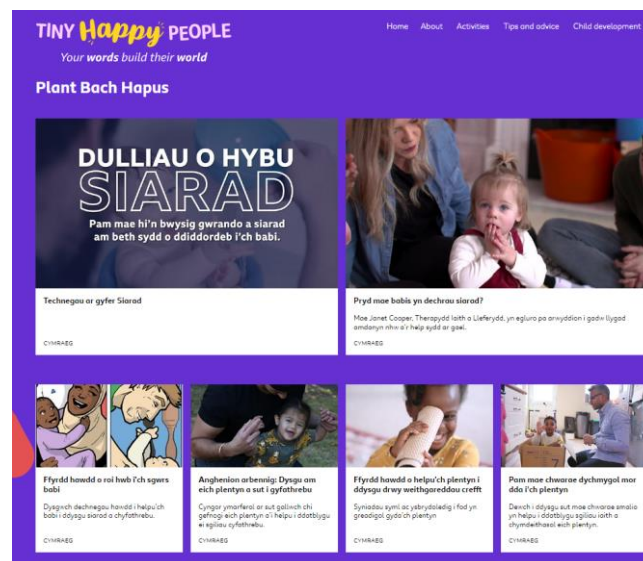 TINY Happy PEOPLE
Your words build their world
Home About Activities Tips and advice Child development
Plant Bach Hapus
DULLIAU O HYBU
SIARAD
Pam mae hi'n bwysig gwrando a siarad
am beth sydd o ddiddordeb i'ch babi.
Technegau ar gyfer Siarad
CYMRAEG
Pryd mae babis yn dechrau siarad?
Mae Janet Cooper, Therapydd Iaith a Lleferydd, yn egluro pa arwyddion i gadw llygad
amdanyn nhw a'r help sydd ar gael.
CYMRAEG
Ffyrdd hawdd o roi hwb i'ch sgwrs
babi
Dysgwch dechnegau hawdd i helpu'ch
babi i ddysgu siarad a chyfathrebu.
CYMRAEG
Anghenion arbennig: Dysgu am
eich plentyn a sut i gyfathrebu
Cyngor ymarferol ar sut gallwch chi
gefnogi eich plentyn a'i helpu i ddatblygu
ei sgiliau cyfathrebu.
CYMRAEG
Ffyrdd hawdd o helpu'ch plentyn i
ddysgu drwy weithgareddau crefft
Syniadau syml ac ysbrydoledig i fod yn
greadigol gyda'ch plentyn
CYMRAEG
Pam mae chwarae dychmygol mor
dda i'ch plentyn
Dewch i ddysgu sut mae chwarae smalio
yn helpu i ddatblygu sgiliau iaith a
chymdeithasol eich plentyn.
CYMRAEG